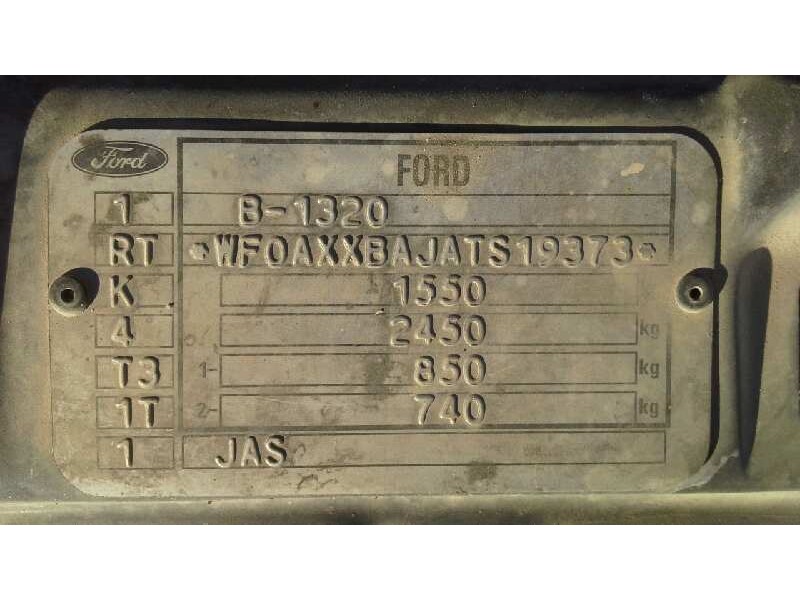 Ford
FORD
1 B-1320
RT *WF0AXXBAJATS19373*
K 1550
4 2450 kg
T3 1- 850 kg
1T 2- 740 kg
1 JAS